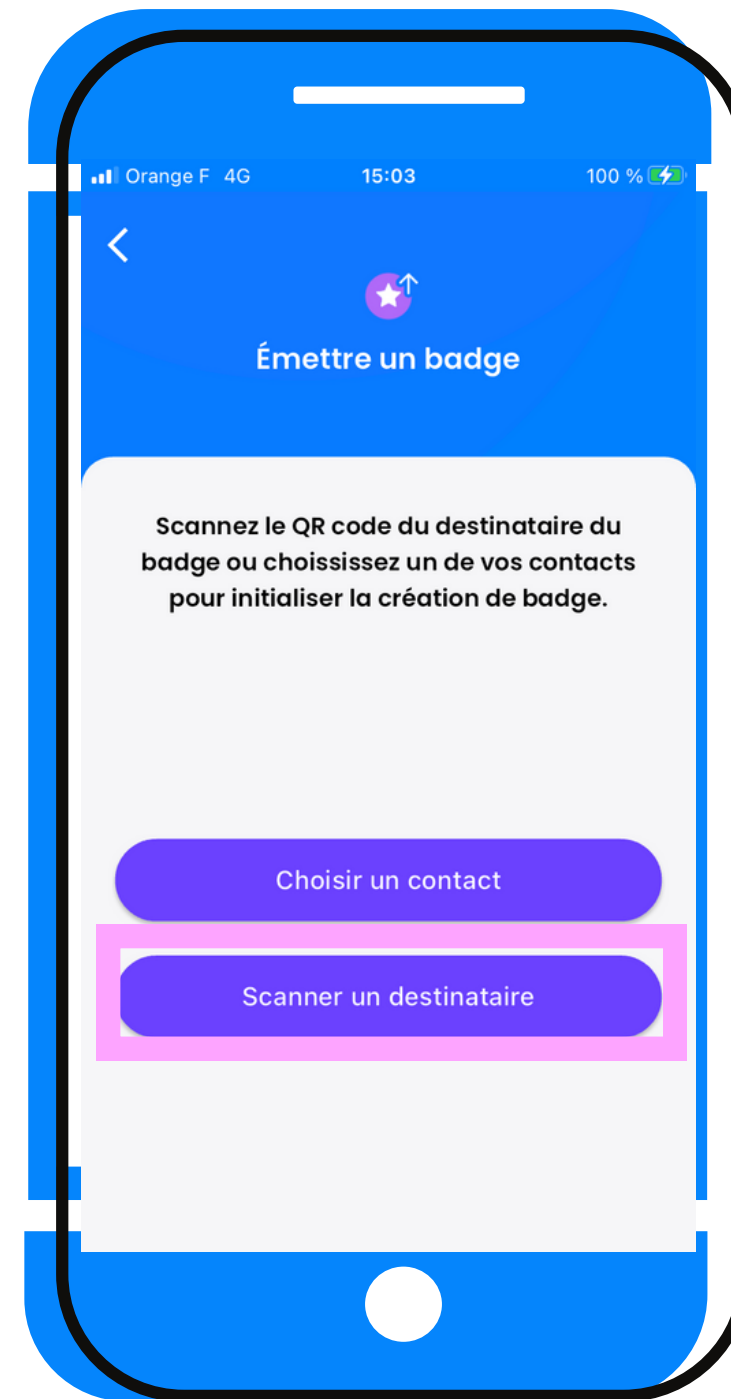 Orange F 4G 15:03 100 %
Émettre un badge
Scannez le QR code du destinataire du
badge ou choississez un de vos contacts
pour initialiser la création de badge.
Choisir un contact
Scanner un destinataire